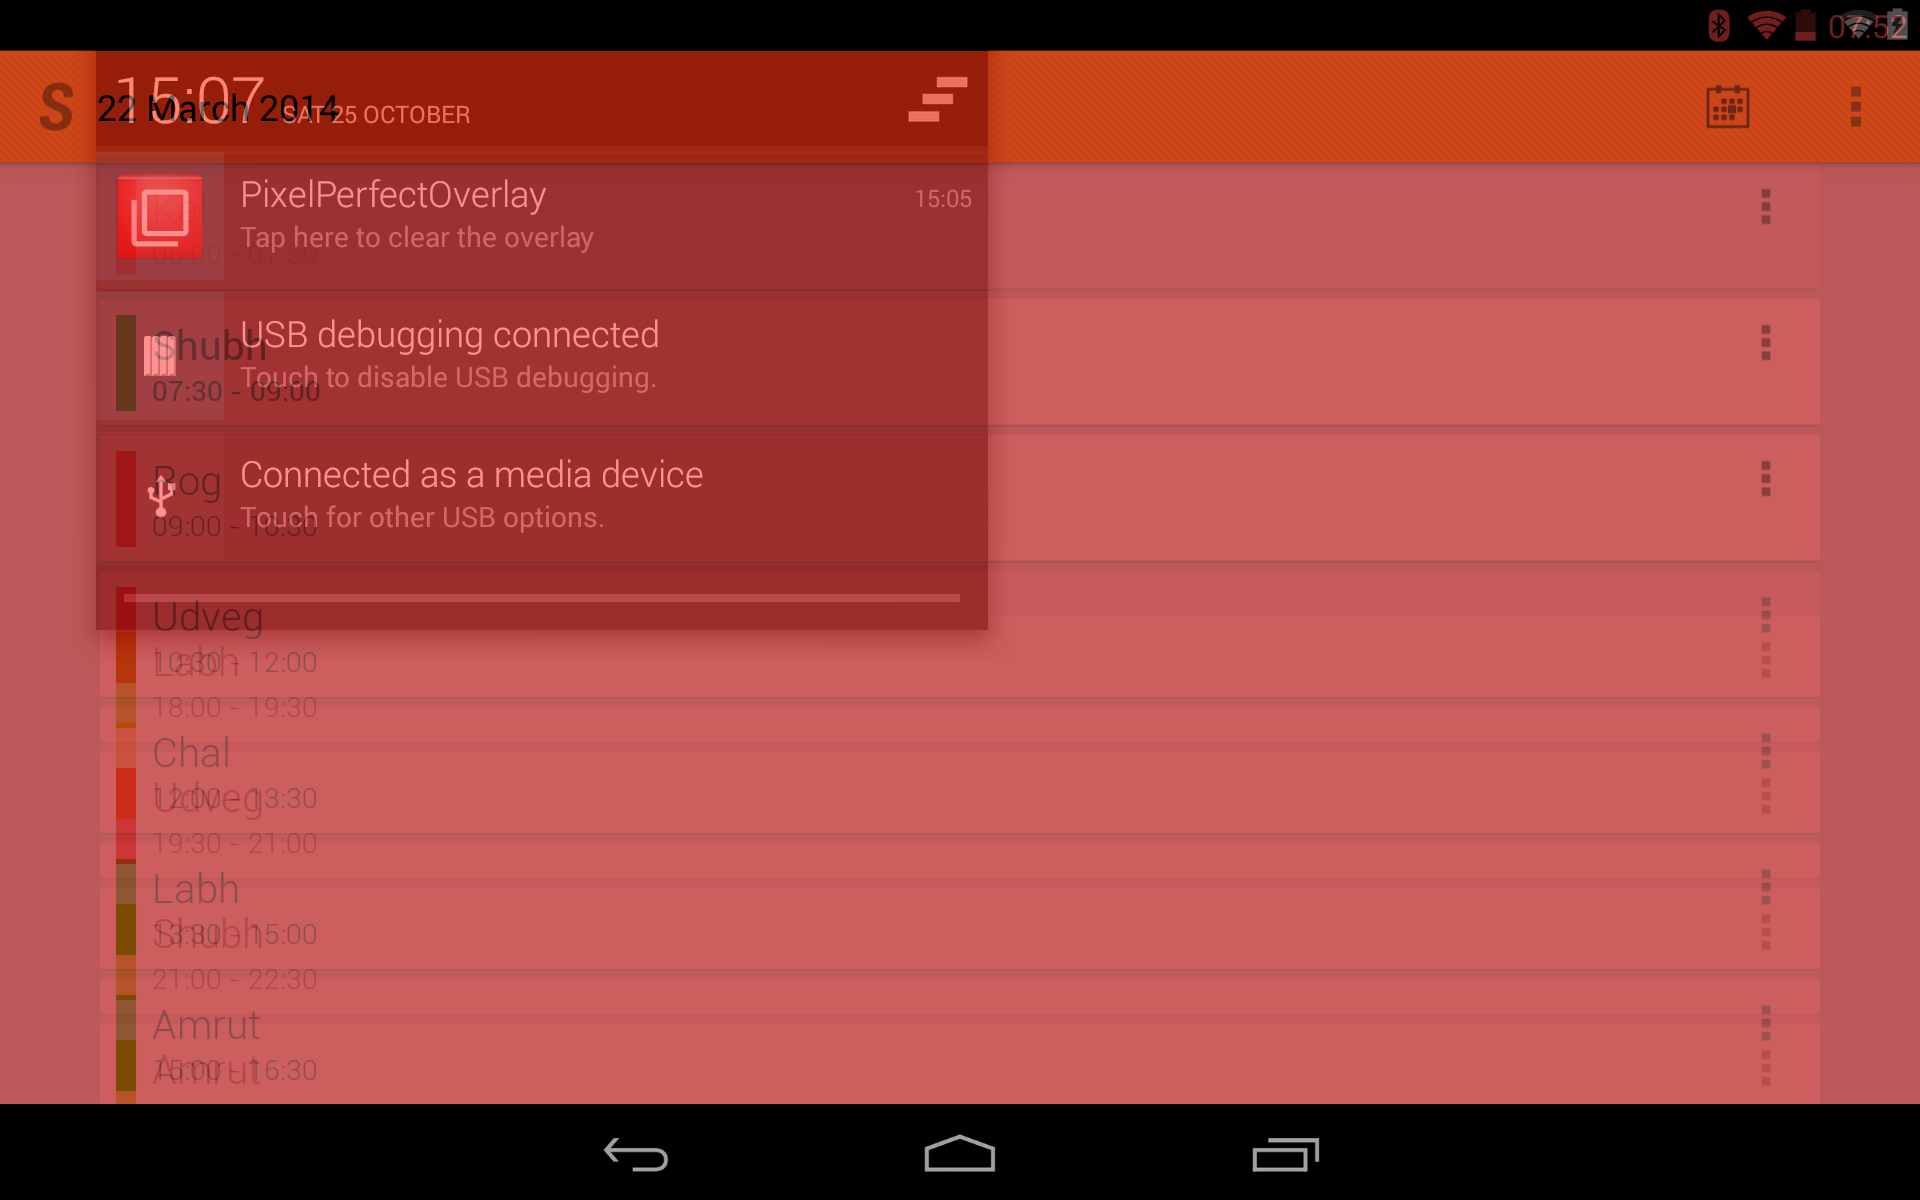 07:52
S
22 March 2014
15:07
SAT 25 OCTOBER
PixelPerfectOverlay
15:05
Tap here to clear the overlay
Kal
06:00 - 07:30
USB debugging connected
Shubh
Touch to disable USB debugging.
07:30 - 09:00
Connected as a media device
Rog
Touch for other USB options.
09:00 - 10:30
Udveg
Labh
10:30 - 12:00
18:00 - 19:30
Chal
Udveg
12:00 - 13:30
19:30 - 21:00
Labh
Shubh
13:30 - 15:00
21:00 - 22:30
Amrut
Amrut
15:00 - 16:30